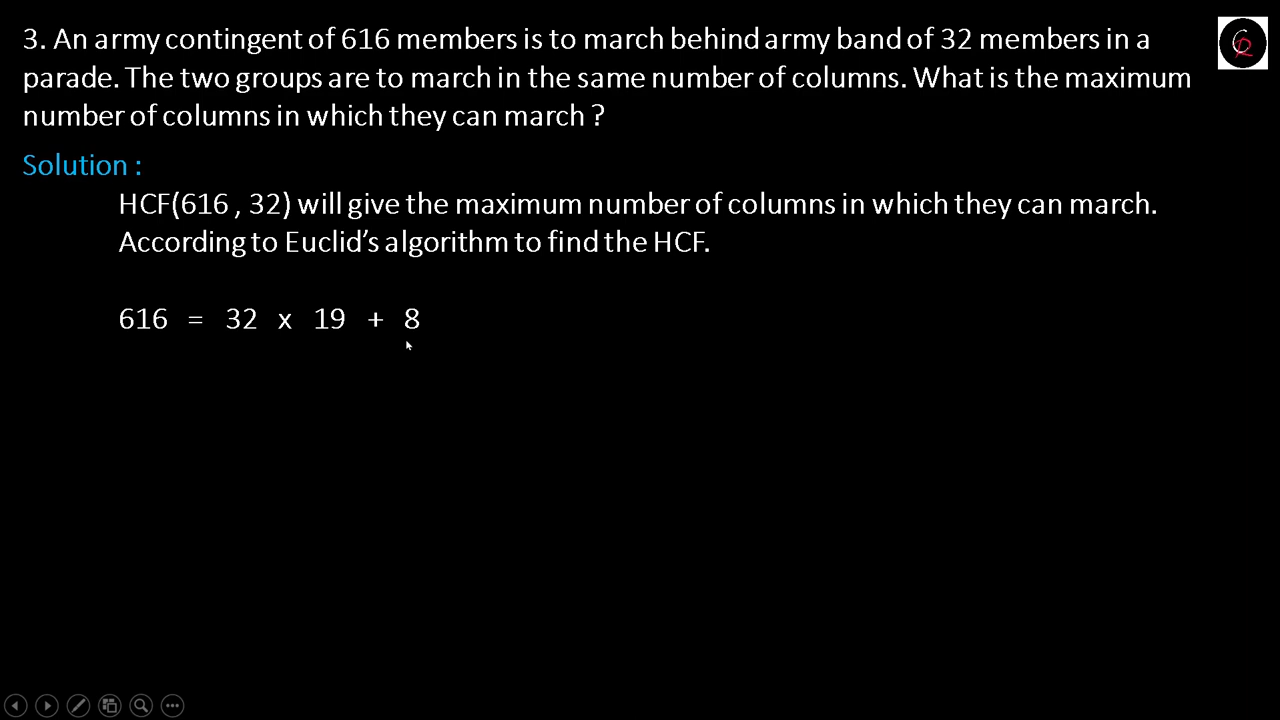 3. An army contingent of 616 members is to march behind army band of 32 members in a
parade. The two groups are to march in the same number of columns. What is the maximum
number of columns in which they can march ?
Solution :
HCF(616 , 32) will give the maximum number of columns in which they can march.
According to Euclid’s algorithm to find the HCF.
616 = 32 x 19 + 8